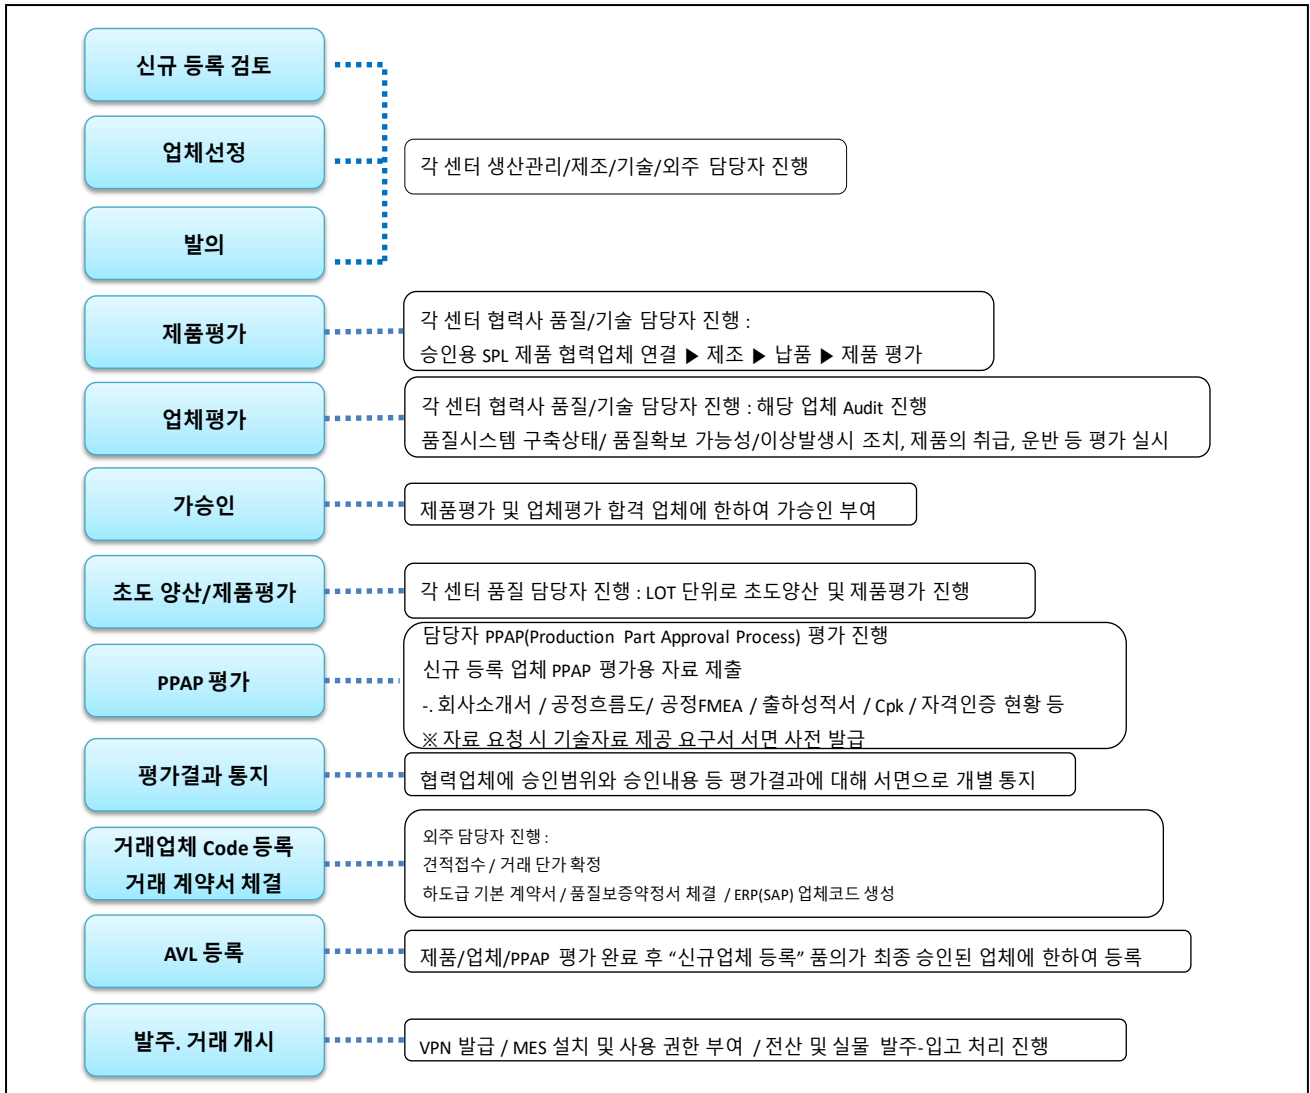 신규 등록 검토
업체선정
각 센터 생산관리/제조/기술/외주 담당자 진행
발의
제품평가
각 센터 협력사 품질/기술 담당자 진행 :
승인용 SPL 제품 협력업체 연결 ▶ 제조 ▶ 납품 ▶ 제품 평가
업체평가
각 센터 협력사 품질/기술 담당자 진행 : 해당 업체 Audit 진행
품질시스템 구축상태/ 품질확보 가능성/이상발생시 조치, 제품의 취급, 운반 등 평가 실시
가승인
제품평가 및 업체평가 합격 업체에 한하여 가승인 부여
초도 양산/제품평가
각 센터 품질 담당자 진행 : LOT 단위로 초도양산 및 제품평가 진행
PPAP 평가
담당자 PPAP(Production Part Approval Process) 평가 진행
신규 등록 업체 PPAP 평가용 자료 제출
-. 회사소개서 / 공정흐름도/ 공정FMEA / 출하성적서 / Cpk / 자격인증 현황 등
※ 자료 요청 시 기술자료 제공 요구서 서면 사전 발급
평가결과 통지
협력업체에 승인범위와 승인내용 등 평가결과에 대해 서면으로 개별 통지
거래업체 Code 등록
거래 계약서 체결
외주 담당자 진행 :
견적접수 / 거래 단가 확정
하도급 기본 계약서 / 품질보증약정서 체결 / ERP(SAP) 업체코드 생성
AVL 등록
제품/업체/PPAP 평가 완료 후 “신규업체 등록” 품의가 최종 승인된 업체에 한하여 등록
발주. 거래 개시
VPN 발급 / MES 설치 및 사용 권한 부여 / 전산 및 실물 발주-입고 처리 진행